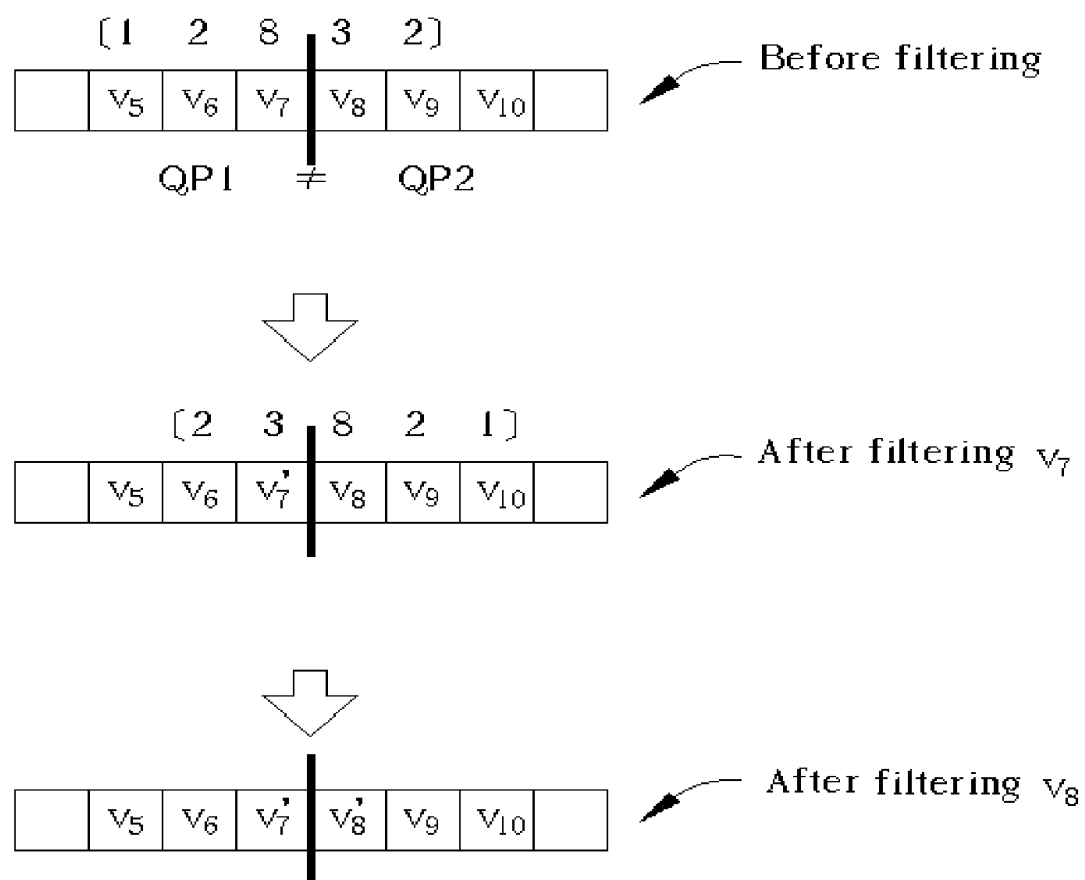 [1 2 8 3 2]
Before filtering
v5 v6 v7 v8 v9 v10
QP1 ≠ QP2
[2 3 8 2 1]
After filtering v7
v5 v6 v7' v8 v9 v10
After filtering v8
v5 v6 v7' v8' v9 v10